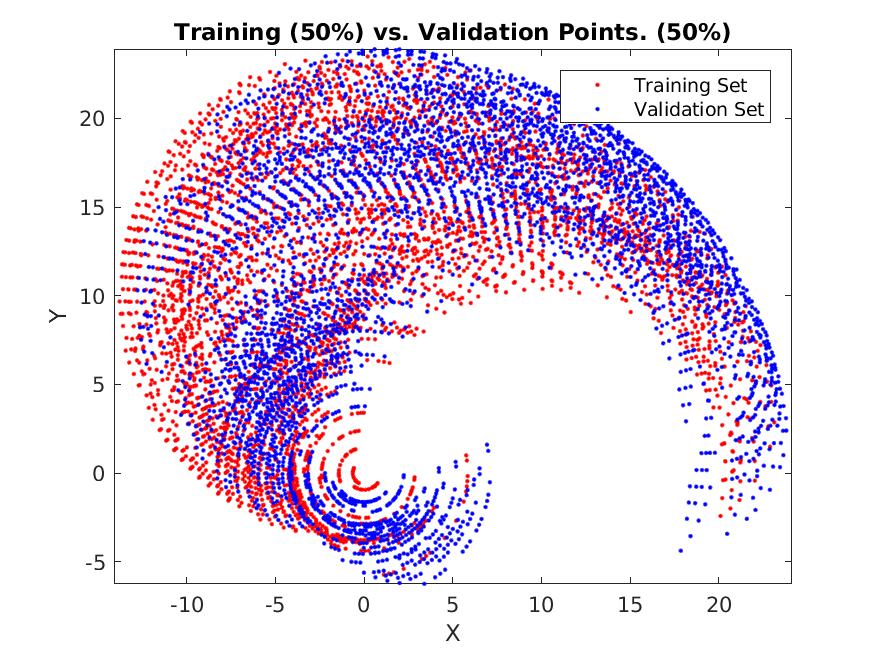 Training (50%) vs. Validation Points. (50%)
Training Set
Validation Set
Y
20
15
10
5
0
-5
-10
-5
0
5
10
15
20
X